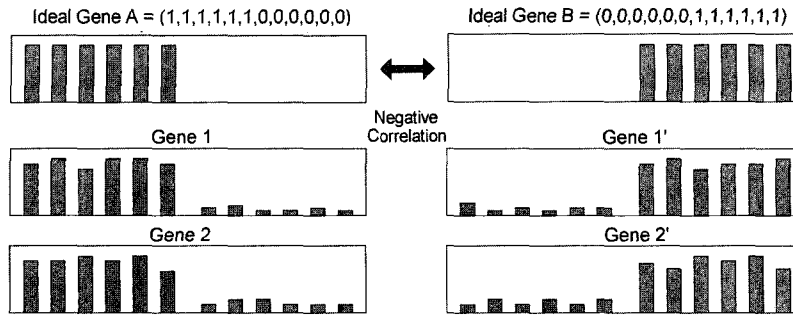 Ideal Gene A = (1,1,1,1,1,1,0,0,0,0,0,0)
Ideal Gene B = (0,0,0,0,0,0,1,1,1,1,1,1)
Negative
Correlation
Gene 1
Gene 1'
Gene 2
Gene 2'